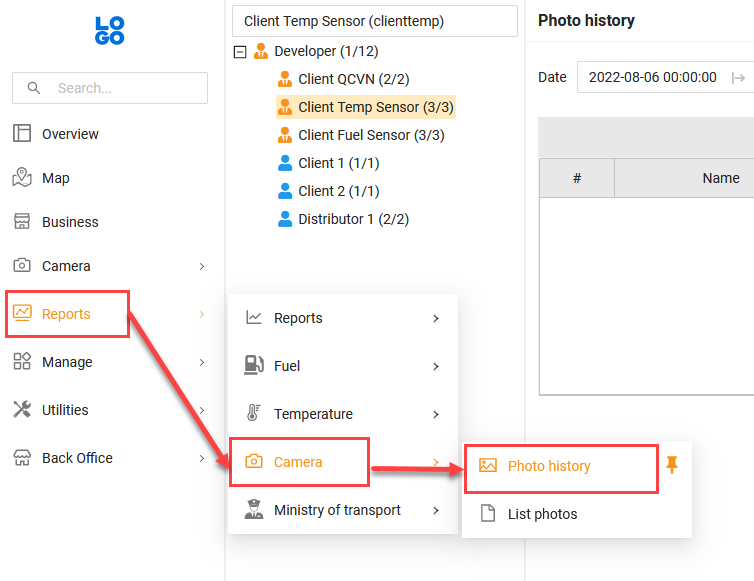 LO
GO
Search...
Overview
Map
Business
Camera
Reports
Manage
Utilities
Back Office
Client Temp Sensor (clienttemp)
Developer (1/12)
Client QCVN (2/2)
Client Temp Sensor (3/3)
Client Fuel Sensor (3/3)
Client 1 (1/1)
Client 2 (1/1)
Distributor 1 (2/2)
Reports
Fuel
Temperature
Camera
Ministry of transport
Photo history
List photos
Photo history
Date 2022-08-06 00:00:00
# Name